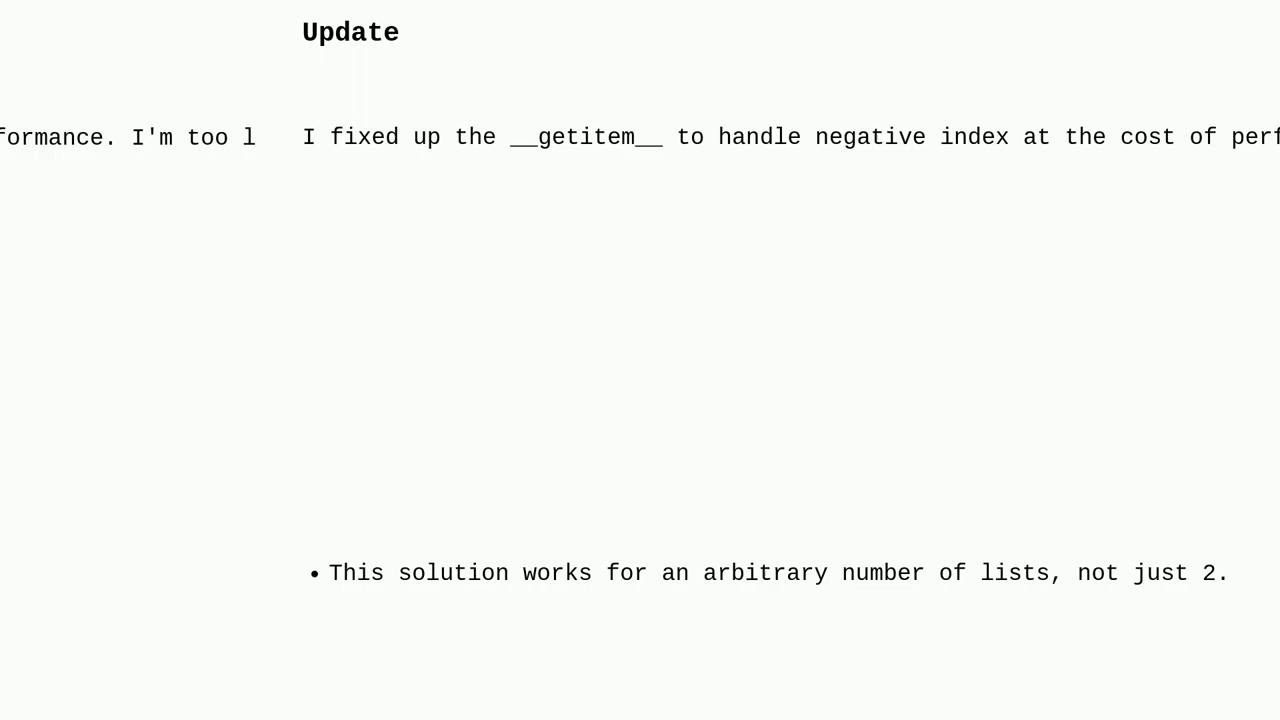 Update
formance. I'm too l
I fixed up the __getitem__ to handle negative index at the cost of perf
• This solution works for an arbitrary number of lists, not just 2.